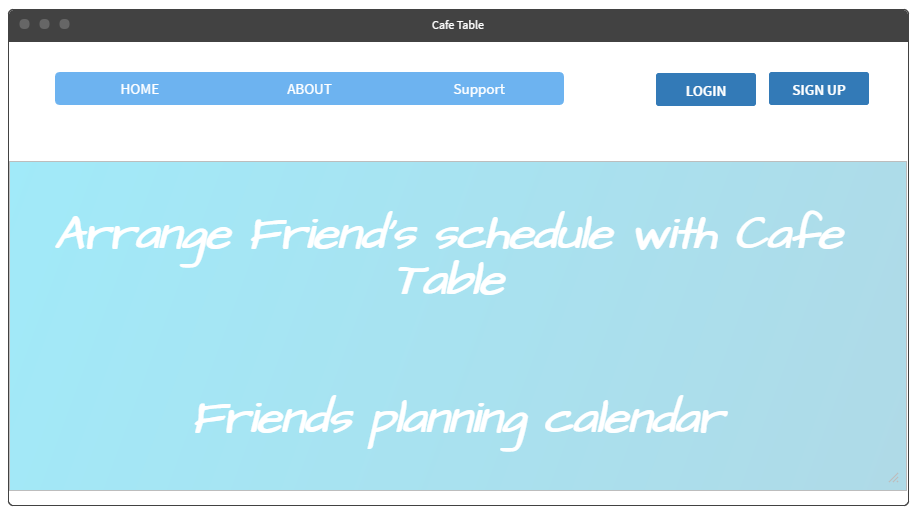 Cafe Table
HOME ABOUT Support LOGIN SIGN UP
Arrange Friend's schedule with Cafe
Table
Friends planning calendar